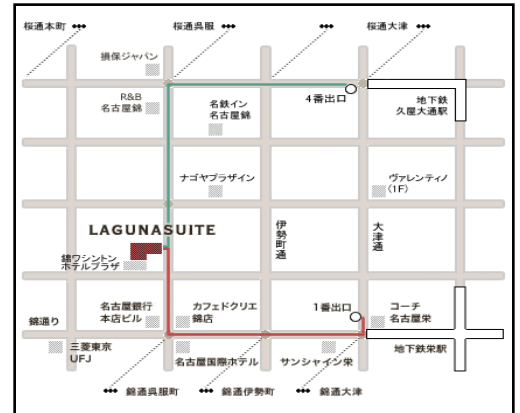 桜通本町
桜通呉服
桜通大津
損保ジャパン
R&B
名古屋錦
名鉄イン
名古屋錦
4番出口
地下鉄
久屋大通駅
ナゴヤプラザイン
ヴァレンティノ
(1F)
LAGUNASUITE
伊勢町通
大津通
錦ワシントン
ホテルプラザ
名古屋銀行
本店ビル
カフェドクリエ
錦店
1番出口
コーチ
名古屋栄
錦通り
三菱東京
UFJ
名古屋国際ホテル
サンシャイン栄
地下鉄栄駅
錦通呉服町
錦通伊勢町
錦通大津